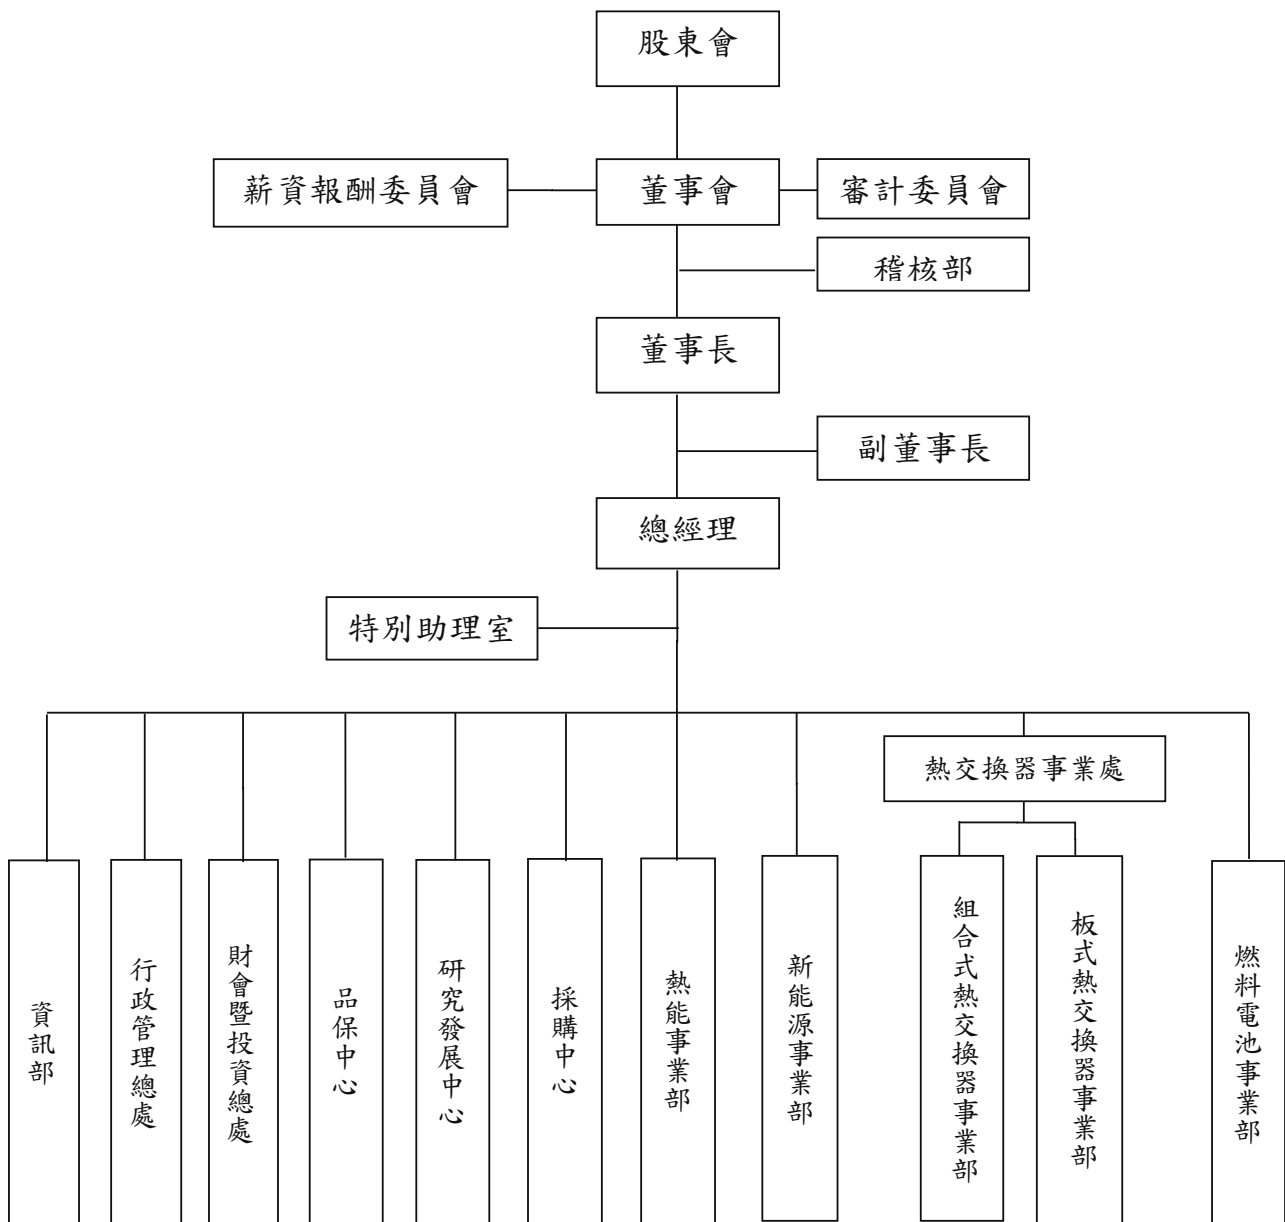 股東會
薪資報酬委員會
董事會
審計委員會
稽核部
董事長
副董事長
總經理
特別助理室
熱交換器事業處
資訊部
行政管理總處
財會暨投資總處
品保中心
研究發展中心
採購中心
熱能事業部
新能源事業部
組合式熱交換器事業部
板式熱交換器事業部
燃料電池事業部